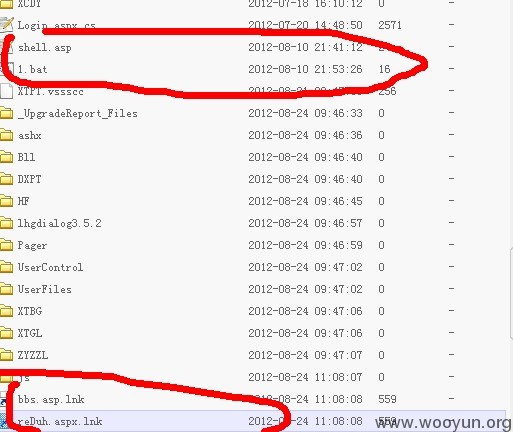 XCDY 2012-07-18 16:10:12 0 -
Login.aspx.cs 2012-07-20 14:48:50 2571 -
shell.asp 2012-08-10 21:41:12 -
1.bat 2012-08-10 21:53:26 16 -
XTPT.vssscc 256 -
_UpgradeReport_Files 2012-08-24 09:46:33 0 -
ashx 2012-08-24 09:46:36 0 -
Bll 2012-08-24 09:46:40 0 -
DXPT 2012-08-24 09:46:40 0 -
HF 2012-08-24 09:46:45 0 -
lhgdialog3.5.2 2012-08-24 09:46:57 0 -
Pager 2012-08-24 09:46:59 0 -
UserControl 2012-08-24 09:47:02 0 -
UserFiles 2012-08-24 09:47:02 0 -
XTBG 2012-08-24 09:47:06 0 -
XTGL 2012-08-24 09:47:06 0 -
ZYZZL 2012-08-24 09:47:06 0 -
js 2012-08-24 11:08:07 0 -
bbs.asp.lnk 2012-08-24 11:08:08 559 -
reDuh.aspx.lnk 2012-08-24 11:08:08 559
www.wooyun.org